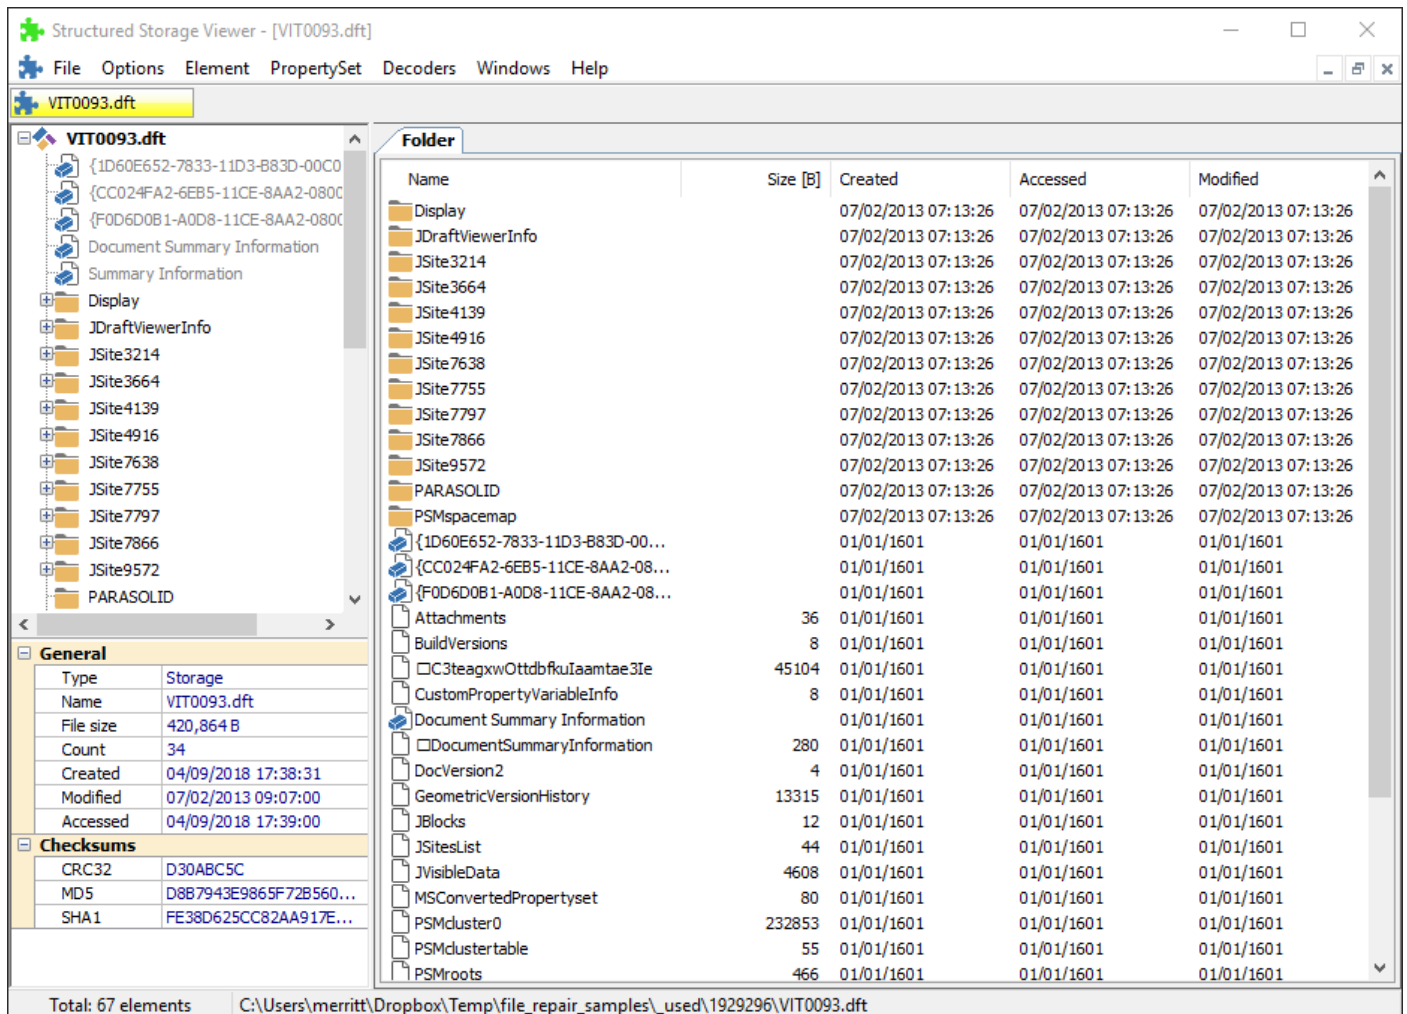 Structured Storage Viewer - [VIT0093.dft]
File Options Element PropertySet Decoders Windows Help
VIT0093.dft
VIT0093.dft
{1D60E652-7833-11D3-B83D-00C0
{CC024FA2-6EB5-11CE-8AA2-0800
{F0D6D0B1-A0D8-11CE-8AA2-080C
Document Summary Information
Summary Information
Display
JDraftViewerInfo
JSite3214
JSite3664
JSite4139
JSite4916
JSite7638
JSite7755
JSite7797
JSite7866
JSite9572
PARASOLID
General
Type Storage
Name VIT0093.dft
File size 420,864 B
Count 34
Created 04/09/2018 17:38:31
Modified 07/02/2013 09:07:00
Accessed 04/09/2018 17:39:00
Checksums
CRC32 D30ABC5C
MD5 D8B7943E9865F72B560...
SHA1 FE38D625CC82AA917E...
Folder
Name Size [B] Created Accessed Modified
Display 07/02/2013 07:13:26 07/02/2013 07:13:26 07/02/2013 07:13:26
JDraftViewerInfo 07/02/2013 07:13:26 07/02/2013 07:13:26 07/02/2013 07:13:26
JSite3214 07/02/2013 07:13:26 07/02/2013 07:13:26 07/02/2013 07:13:26
JSite3664 07/02/2013 07:13:26 07/02/2013 07:13:26 07/02/2013 07:13:26
JSite4139 07/02/2013 07:13:26 07/02/2013 07:13:26 07/02/2013 07:13:26
JSite4916 07/02/2013 07:13:26 07/02/2013 07:13:26 07/02/2013 07:13:26
JSite7638 07/02/2013 07:13:26 07/02/2013 07:13:26 07/02/2013 07:13:26
JSite7755 07/02/2013 07:13:26 07/02/2013 07:13:26 07/02/2013 07:13:26
JSite7797 07/02/2013 07:13:26 07/02/2013 07:13:26 07/02/2013 07:13:26
JSite7866 07/02/2013 07:13:26 07/02/2013 07:13:26 07/02/2013 07:13:26
JSite9572 07/02/2013 07:13:26 07/02/2013 07:13:26 07/02/2013 07:13:26
PARASOLID 07/02/2013 07:13:26 07/02/2013 07:13:26 07/02/2013 07:13:26
PSMspacemap 07/02/2013 07:13:26 07/02/2013 07:13:26 07/02/2013 07:13:26
{1D60E652-7833-11D3-B83D-00... 01/01/1601 01/01/1601 01/01/1601
{CC024FA2-6EB5-11CE-8AA2-08... 01/01/1601 01/01/1601 01/01/1601
{F0D6D0B1-A0D8-11CE-8AA2-08... 01/01/1601 01/01/1601 01/01/1601
Attachments 36 01/01/1601 01/01/1601 01/01/1601
BuildVersions 8 01/01/1601 01/01/1601 01/01/1601
□C3teagxwOttdbfkuIaamtae3Ie 45104 01/01/1601 01/01/1601 01/01/1601
CustomPropertyVariableInfo 8 01/01/1601 01/01/1601 01/01/1601
Document Summary Information 01/01/1601 01/01/1601 01/01/1601
□DocumentSummaryInformation 280 01/01/1601 01/01/1601 01/01/1601
DocVersion2 4 01/01/1601 01/01/1601 01/01/1601
GeometricVersionHistory 13315 01/01/1601 01/01/1601 01/01/1601
JBlocks 12 01/01/1601 01/01/1601 01/01/1601
JSitesList 44 01/01/1601 01/01/1601 01/01/1601
JVisibleData 4608 01/01/1601 01/01/1601 01/01/1601
MSConvertedPropertyset 80 01/01/1601 01/01/1601 01/01/1601
PSMcluster0 232853 01/01/1601 01/01/1601 01/01/1601
PSMclustertable 55 01/01/1601 01/01/1601 01/01/1601
PSMroots 466 01/01/1601 01/01/1601 01/01/1601
Total: 67 elements C:\Users\merritt\Dropbox\Temp\file_repair_samples\_used\1929296\VIT0093.dft